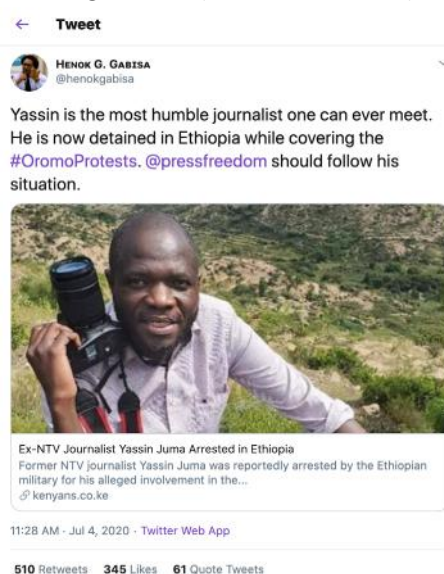 Tweet
HENOK G. GABISA
@henokgabisa
Yassin is the most humble journalist one can ever meet.
He is now detained in Ethiopia while covering the
#OromoProtests. @pressfreedom should follow his
situation.
Ex-NTV Journalist Yassin Juma Arrested in Ethiopia
Former NTV journalist Yassin Juma was reportedly arrested by the Ethiopian
military for his alleged involvement in the...
kenyans.co.ke
11:28 AM · Jul 4, 2020 · Twitter Web App
510 Retweets 345 Likes 61 Quote Tweets